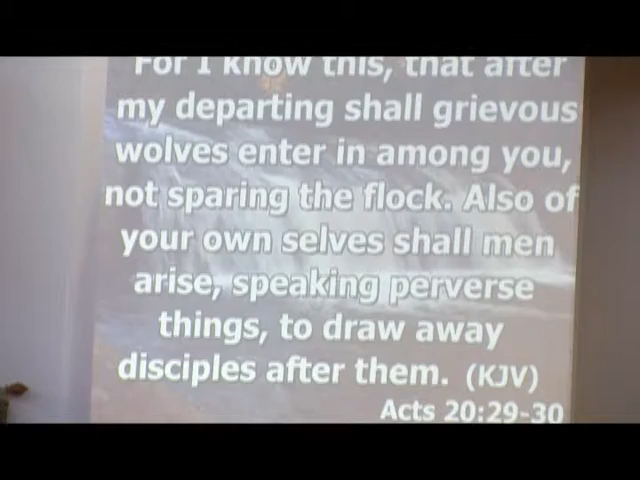 For I know this, that after
my departing shall grievous
wolves enter in among you,
not sparing the flock. Also of
your own selves shall men
arise, speaking perverse
things, to draw away
disciples after them. (KJV)
Acts 20:29-30